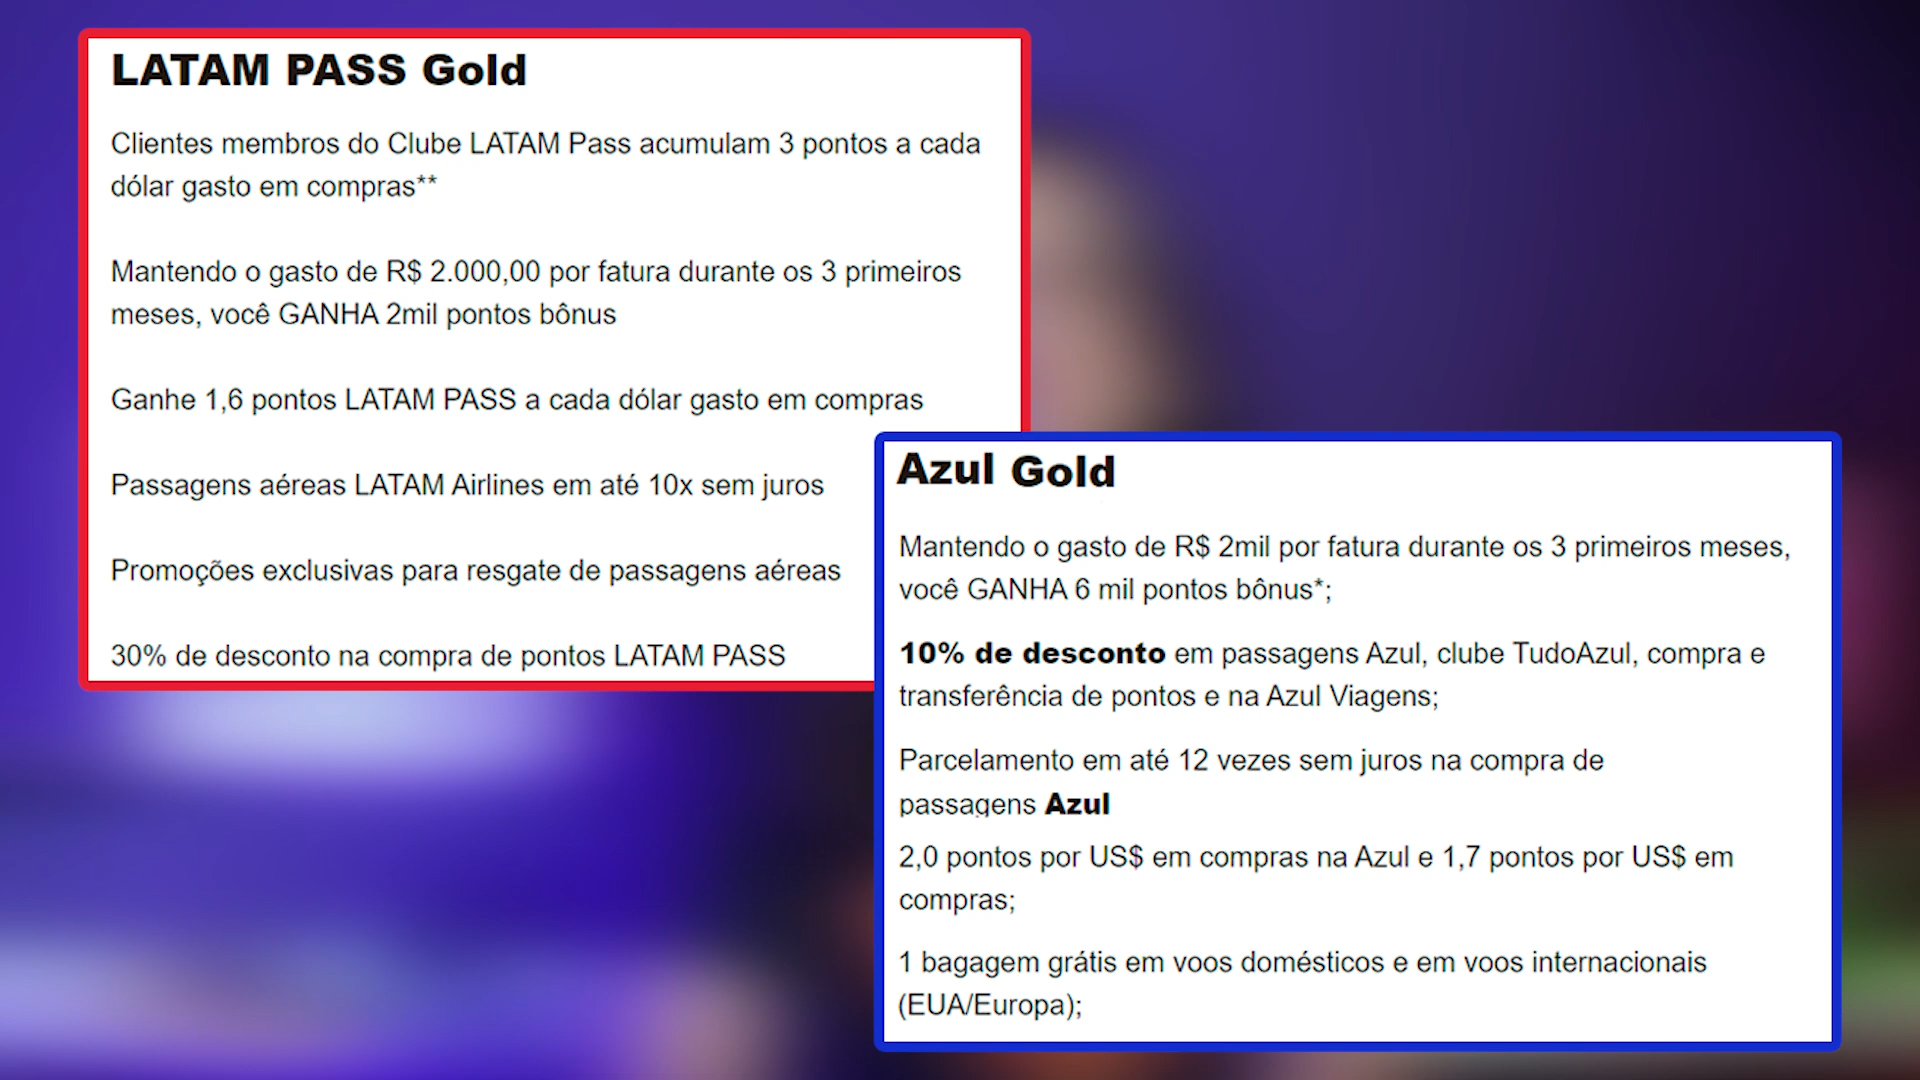 LATAM PASS Gold
Clientes membros do Clube LATAM Pass acumulam 3 pontos a cada
dólar gasto em compras**
Mantendo o gasto de R$ 2.000,00 por fatura durante os 3 primeiros
meses, você GANHA 2mil pontos bônus
Ganhe 1,6 pontos LATAM PASS a cada dólar gasto em compras
Passagens aéreas LATAM Airlines em até 10x sem juros
Promoções exclusivas para resgate de passagens aéreas
30% de desconto na compra de pontos LATAM PASS
Azul Gold
Mantendo o gasto de R$ 2mil por fatura durante os 3 primeiros meses,
você GANHA 6 mil pontos bônus*;
10% de desconto em passagens Azul, clube TudoAzul, compra e
transferência de pontos e na Azul Viagens;
Parcelamento em até 12 vezes sem juros na compra de
passagens Azul
2,0 pontos por US$ em compras na Azul e 1,7 pontos por US$ em
compras;
1 bagagem grátis em voos domésticos e em voos internacionais
(EUA/Europa);